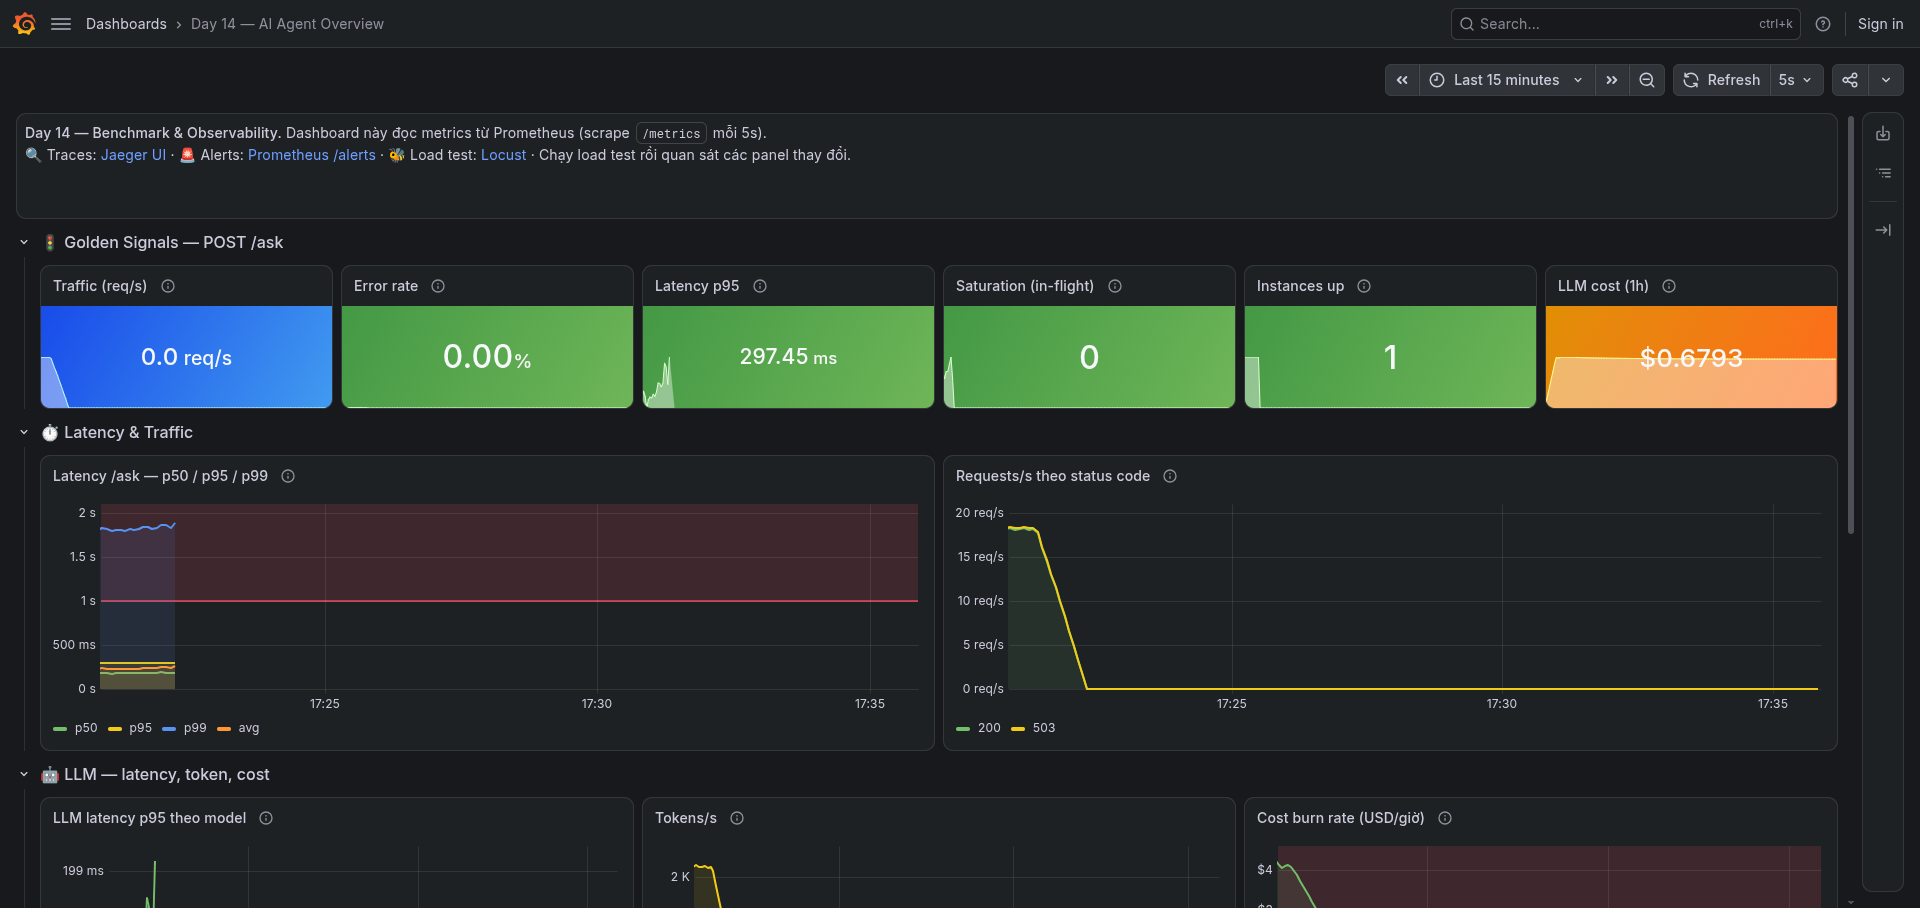 Dashboards › Day 14 — AI Agent Overview
Search... ctrl+k
Sign in
Last 15 minutes
Refresh 5s
Day 14 — Benchmark & Observability. Dashboard này đọc metrics từ Prometheus (scrape /metrics mỗi 5s).
🔍 Traces: Jaeger UI · 🚨 Alerts: Prometheus /alerts · 🐝 Load test: Locust · Chạy load test rồi quan sát các panel thay đổi.
🚦 Golden Signals — POST /ask
Traffic (req/s)
0.0 req/s
Error rate
0.00%
Latency p95
297.45 ms
Saturation (in-flight)
0
Instances up
1
LLM cost (1h)
$0.6793
⏱️ Latency & Traffic
Latency /ask — p50 / p95 / p99
2 s
1.5 s
1 s
500 ms
0 s
17:25 17:30 17:35
p50 p95 p99 avg
Requests/s theo status code
20 req/s
15 req/s
10 req/s
5 req/s
0 req/s
17:25 17:30 17:35
200 503
🤖 LLM — latency, token, cost
LLM latency p95 theo model
199 ms
Tokens/s
2 K
Cost burn rate (USD/giờ)
$4